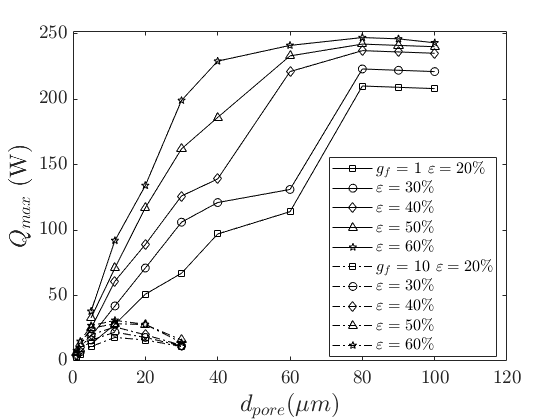 250
200
150
100
50
0
Q_max (W)
0 20 40 60 80 100 120
d_pore(μm)
g_f = 1 ε = 20%
ε = 30%
ε = 40%
ε = 50%
ε = 60%
g_f = 10 ε = 20%
ε = 30%
ε = 40%
ε = 50%
ε = 60%